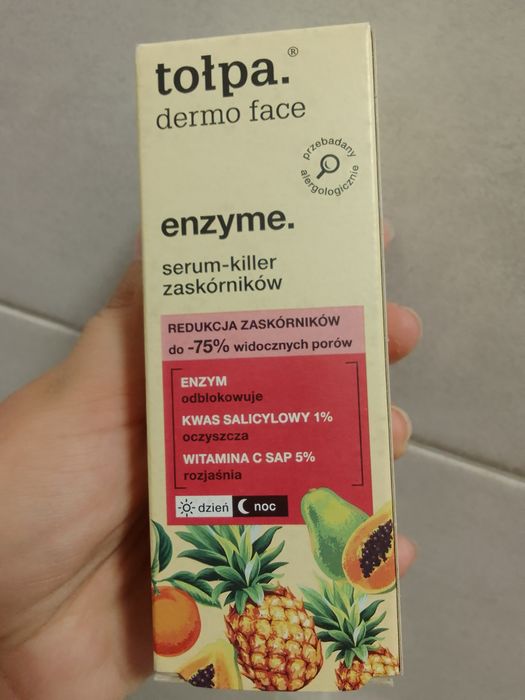 tołpa.®
dermo face
przebadany
alergologicznie
enzyme.
serum-killer
zaskórników
REDUKCJA ZASKÓRNIKÓW
do -75% widocznych porów
ENZYM
odblokowuje
KWAS SALICYLOWY 1%
oczyszcza
WITAMINA C SAP 5%
rozjaśnia
dzień noc